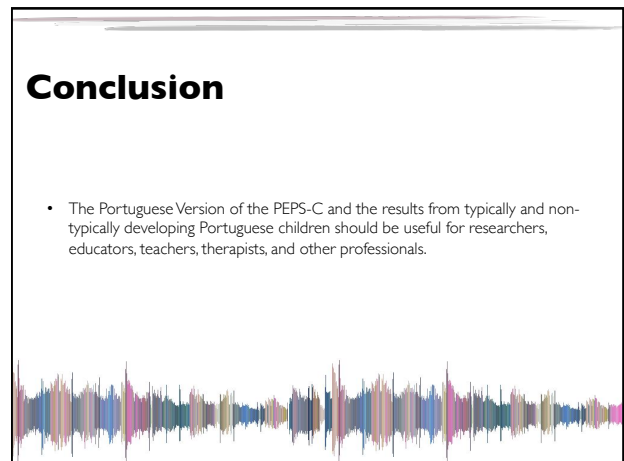 Conclusion
• The Portuguese Version of the PEPS-C and the results from typically and non-
typically developing Portuguese children should be useful for researchers,
educators, teachers, therapists, and other professionals.